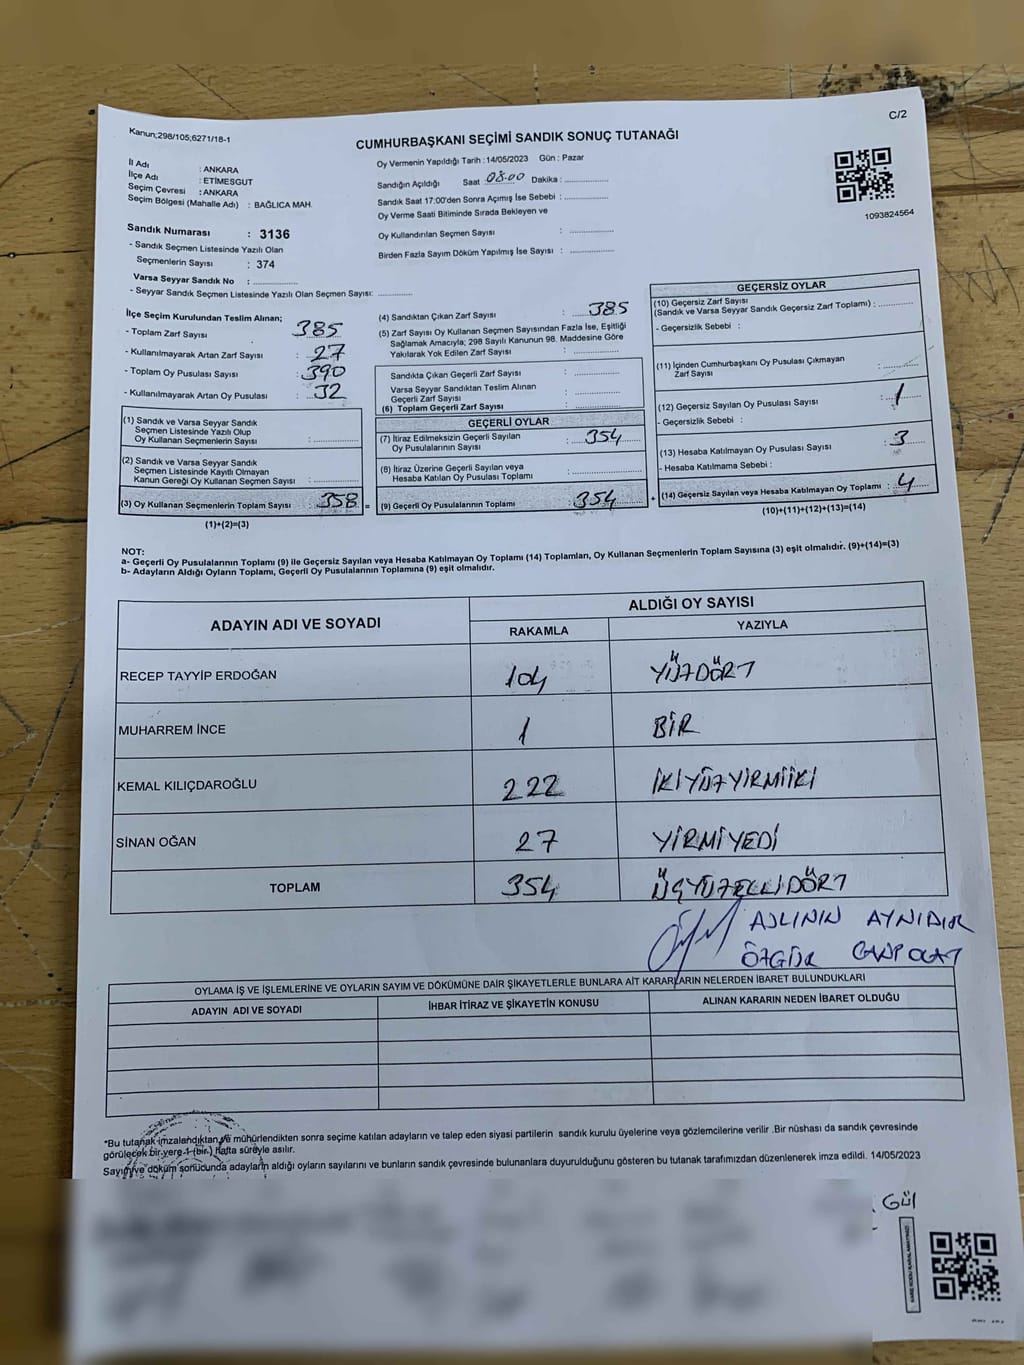 Kanun;298/105;6271/18-1
C/2
CUMHURBAŞKANI SEÇİMİ SANDIK SONUÇ TUTANAĞI
İl Adı : ANKARA
İlçe Adı : ETİMESGUT
Seçim Çevresi : ANKARA
Seçim Bölgesi (Mahalle Adı) : BAĞLICA MAH.
Sandık Numarası : 3136
- Sandık Seçmen Listesinde Yazılı Olan
Seçmenlerin Sayısı : 374
Varsa Seyyar Sandık No : ..............
- Seyyar Sandık Seçmen Listesinde Yazılı Olan Seçmen Sayısı: ............
Oy Vermenin Yapıldığı Tarih : 14/05/2023 Gün : Pazar
Sandığın Açıldığı Saat 08.00 Dakika : ..............
Sandık Saat 17:00'den Sonra Açımış İse Sebebi : ..............
Oy Verme Saati Bitiminde Sırada Bekleyen ve
Oy Kullandırılan Seçmen Sayısı : ..............
Birden Fazla Sayım Döküm Yapılmış İse Sayısı : ..............
1093824564
İlçe Seçim Kurulundan Teslim Alınan;
- Toplam Zarf Sayısı : 385
- Kullanılmayarak Artan Zarf Sayısı : 27
- Toplam Oy Pusulası Sayısı : 390
- Kullanılmayarak Artan Oy Pusulası : 32
(1) Sandık ve Varsa Seyyar Sandık
Seçmen Listesinde Yazılı Olup
Oy Kullanan Seçmenlerin Sayısı : ..............
(2) Sandık ve Varsa Seyyar Sandık
Seçmen Listesinde Kayıtlı Olmayan
Kanun Gereği Oy Kullanan Seçmen Sayısı : ..............
(3) Oy Kullanan Seçmenlerin Toplam Sayısı : 358 =
(1)+(2)=(3)
(4) Sandıktan Çıkan Zarf Sayısı : 385
(5) Zarf Sayısı Oy Kullanan Seçmen Sayısından Fazla İse, Eşitliği
Sağlamak Amacıyla; 298 Sayılı Kanunun 98. Maddesine Göre
Yakılarak Yok Edilen Zarf Sayısı : ..............
Sandıkta Çıkan Geçerli Zarf Sayısı : ..............
Varsa Seyyar Sandıktan Teslim Alınan
Geçerli Zarf Sayısı : ..............
(6) Toplam Geçerli Zarf Sayısı : ..............
GEÇERLİ OYLAR
(7) İtiraz Edilmeksizin Geçerli Sayılan
Oy Pusulalarının Sayısı : 354
(8) İtiraz Üzerine Geçerli Sayılan veya
Hesaba Katılan Oy Pusulası Toplamı : ..............
(9) Geçerli Oy Pusulalarının Toplamı : 354 +
GEÇERSİZ OYLAR
(10) Geçersiz Zarf Sayısı
(Sandık ve Varsa Seyyar Sandık Geçersiz Zarf Toplamı) : ..............
- Geçersizlik Sebebi :
(11) İçinden Cumhurbaşkanı Oy Pusulası Çıkmayan
Zarf Sayısı : ..............
(12) Geçersiz Sayılan Oy Pusulası Sayısı : 1
- Geçersizlik Sebebi :
(13) Hesaba Katılmayan Oy Pusulası Sayısı : 3
- Hesaba Katılmama Sebebi :
(14) Geçersiz Sayılan veya Hesaba Katılmayan Oy Toplamı : 4
(10)+(11)+(12)+(13)=(14)
NOT:
a- Geçerli Oy Pusulalarının Toplamı (9) ile Geçersiz Sayılan veya Hesaba Katılmayan Oy Toplamı (14) Toplamları, Oy Kullanan Seçmenlerin Toplam Sayısına (3) eşit olmalıdır. (9)+(14)=(3)
b- Adayların Aldığı Oyların Toplamı, Geçerli Oy Pusulalarının Toplamına (9) eşit olmalıdır.
ADAYIN ADI VE SOYADI ALDIĞI OY SAYISI
RAKAMLA YAZIYLA
RECEP TAYYİP ERDOĞAN 104 YÜZDÖRT
MUHARREM İNCE 1 BİR
KEMAL KILIÇDAROĞLU 222 İKİYÜZYİRMİİKİ
SİNAN OĞAN 27 YİRMİYEDİ
TOPLAM 354 ÜÇYÜZELLİDÖRT
ASLININ AYNIDIR
ÖZGÜR CANPOLAT
OYLAMA İŞ VE İŞLEMLERİNE VE OYLARIN SAYIM VE DÖKÜMÜNE DAİR ŞİKAYETLERLE BUNLARA AİT KARARLARIN NELERDEN İBARET BULUNDUKLARI
ADAYIN ADI VE SOYADI İHBAR İTİRAZ VE ŞİKAYETİN KONUSU ALINAN KARARIN NEDEN İBARET OLDUĞU
*Bu tutanak imzalandıktan ve mühürlendikten sonra seçime katılan adayların ve talep eden siyasi partilerin sandık kurulu üyelerine veya gözlemcilerine verilir .Bir nüshası da sandık çevresinde
görülecek bir yere 1 (bir) hafta süreyle asılır.
Sayım ve döküm sonucunda adayların aldığı oyların sayılarını ve bunların sandık çevresinde bulunanlara duyurulduğunu gösteren bu tutanak tarafımızdan düzenlenerek imza edildi. 14/05/2023
Gül